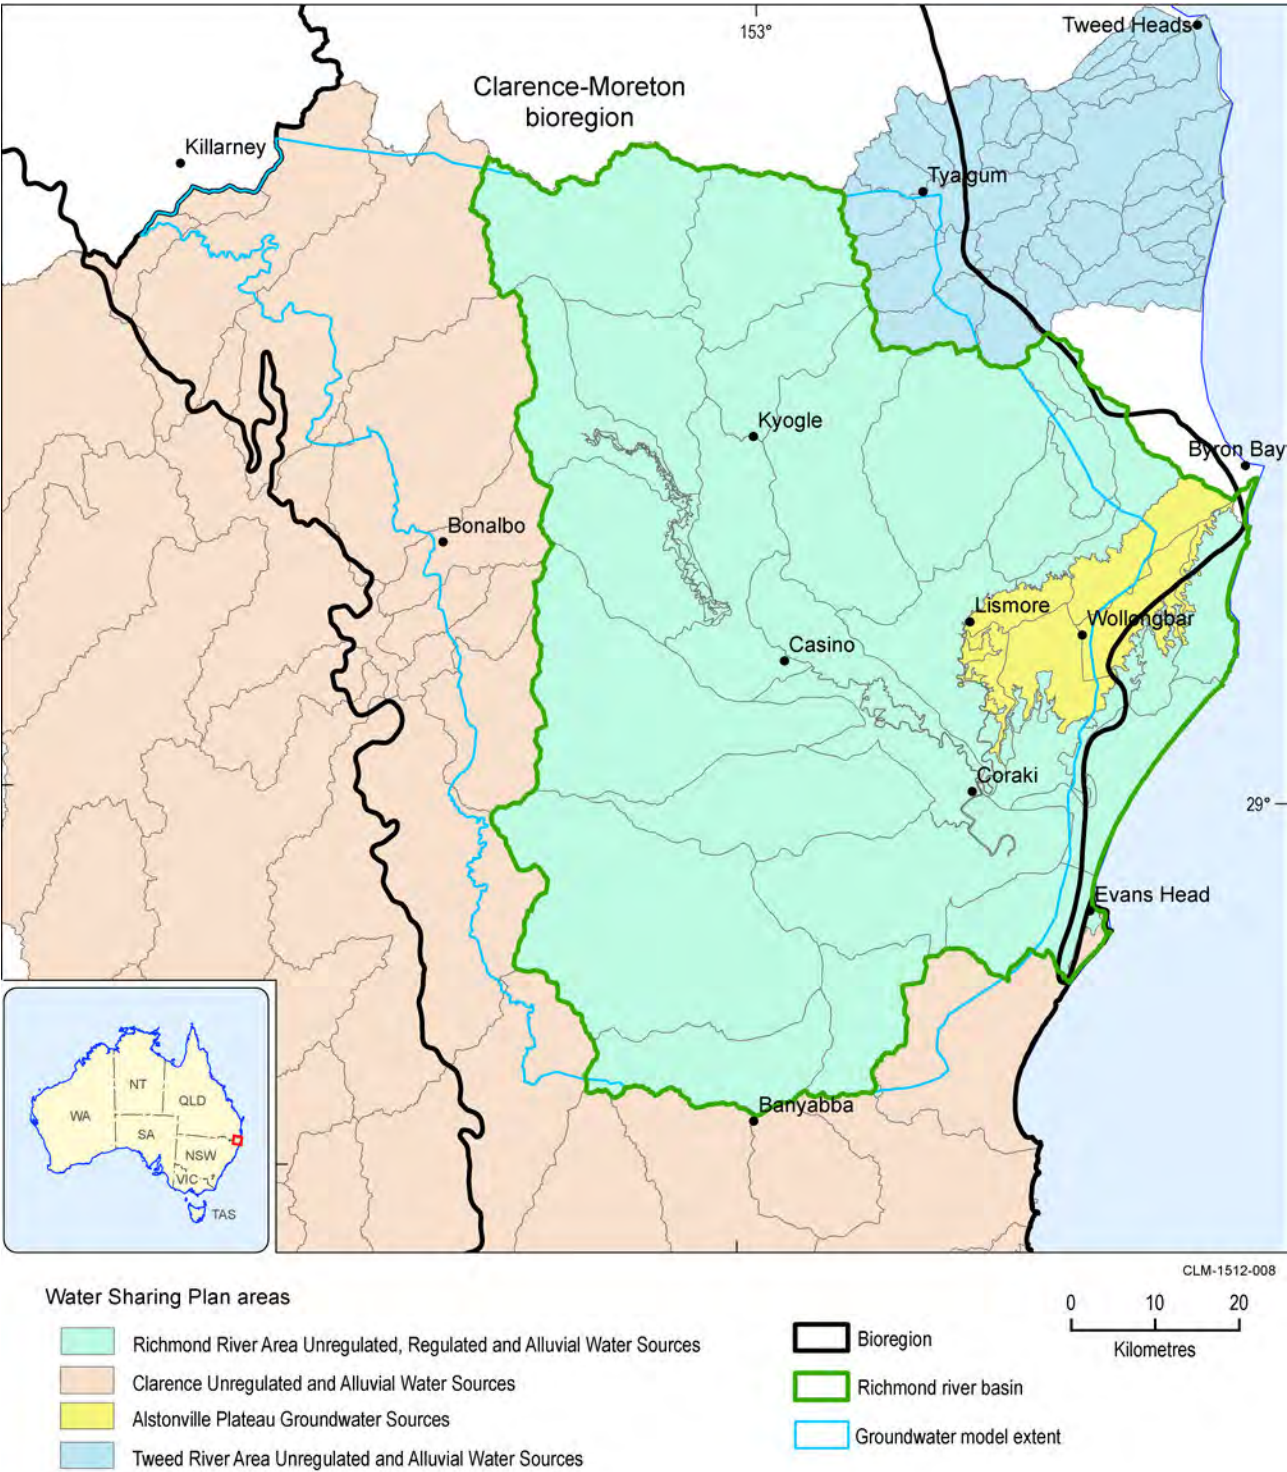 153°
Tweed Heads
Clarence-Moreton
bioregion
Killarney
Tyalgum
Kyogle
Byron Bay
Bonalbo
Lismore
Wollongbar
Casino
Coraki
29°
Evans Head
Banyabba
NT
QLD
WA
SA
NSW
VIC
TAS
CLM-1512-008
Water Sharing Plan areas
Richmond River Area Unregulated, Regulated and Alluvial Water Sources
Clarence Unregulated and Alluvial Water Sources
Alstonville Plateau Groundwater Sources
Tweed River Area Unregulated and Alluvial Water Sources
Bioregion
Richmond river basin
Groundwater model extent
0 10 20
Kilometres